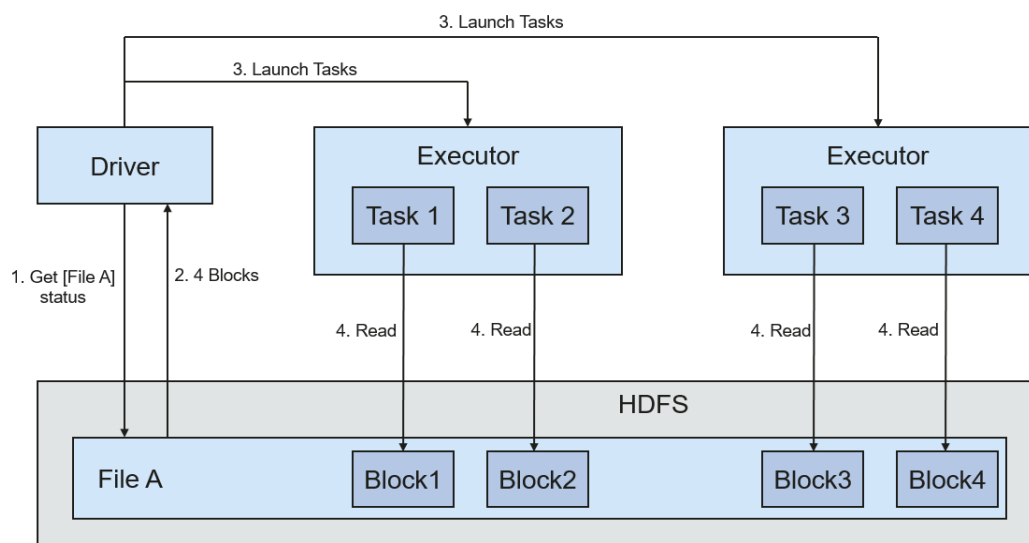 3. Launch Tasks
3. Launch Tasks
Driver
Executor
Executor
Task 1
Task 2
Task 3
Task 4
1. Get [File A]
status
2. 4 Blocks
4. Read
4. Read
4. Read
4. Read
HDFS
File A
Block1
Block2
Block3
Block4